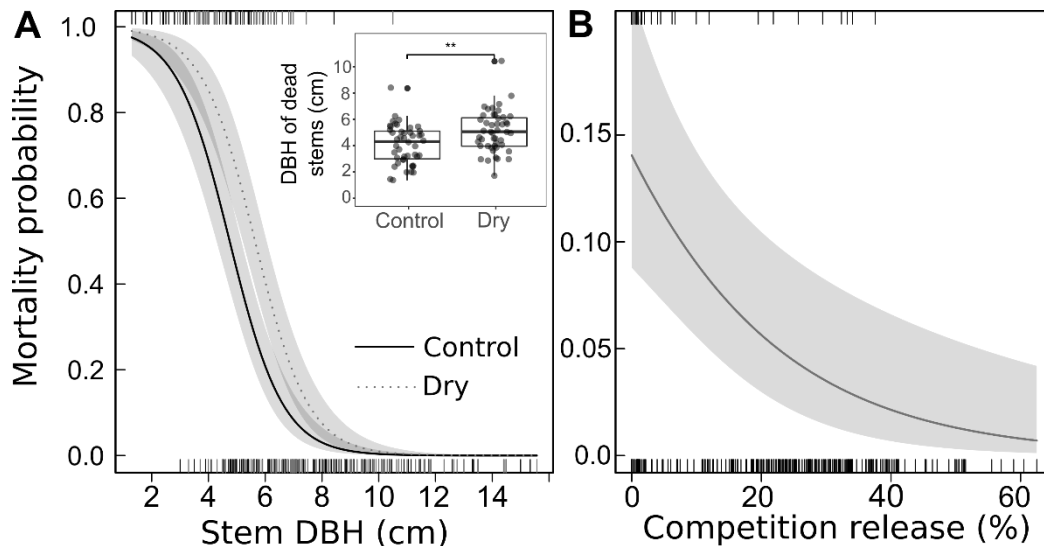 A
Mortality probability
1.0
0.8
0.6
0.4
0.2
0.0
2 4 6 8 10 12 14
Stem DBH (cm)
DBH of dead
stems (cm)
10
8
6
4
2
0
**
Control Dry
Control
Dry
B
0.15
0.10
0.05
0.0
0 20 40 60
Competition release (%)